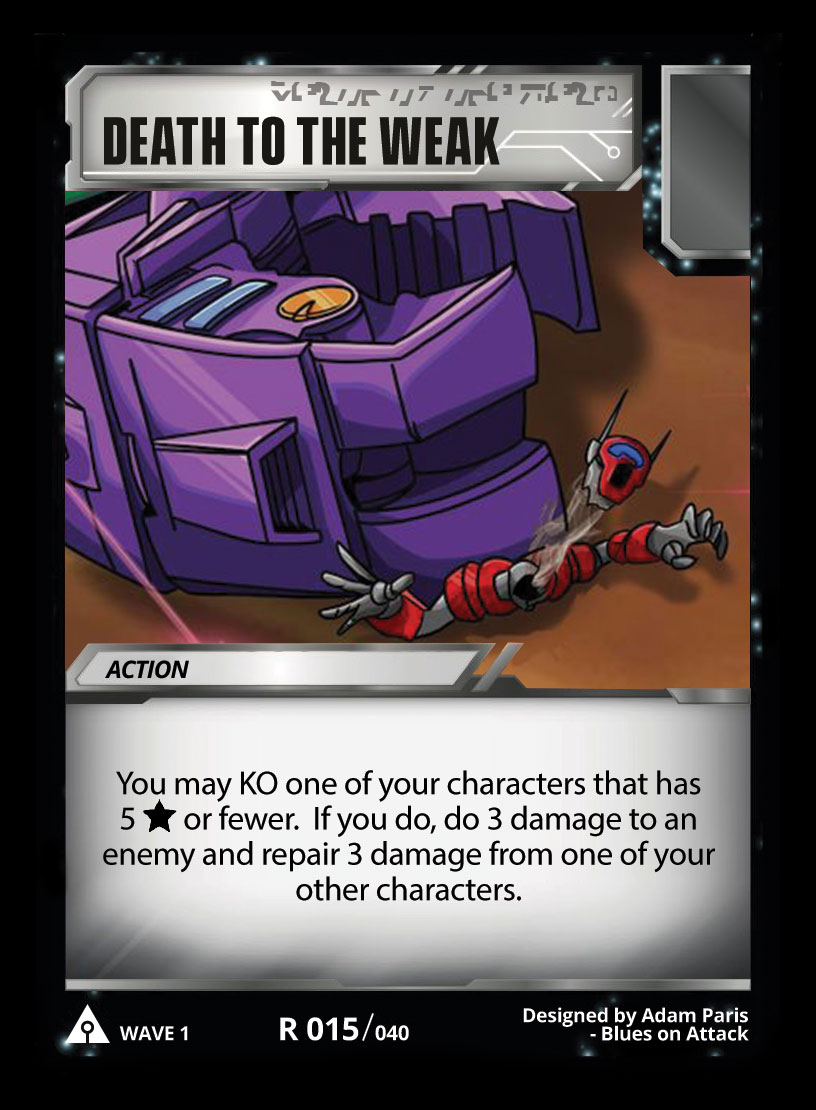 DEATH TO THE WEAK
ACTION
You may KO one of your characters that has
5 ★ or fewer.  If you do, do 3 damage to an
enemy and repair 3 damage from one of your
other characters.
WAVE 1
R 015/040
Designed by Adam Paris
- Blues on Attack